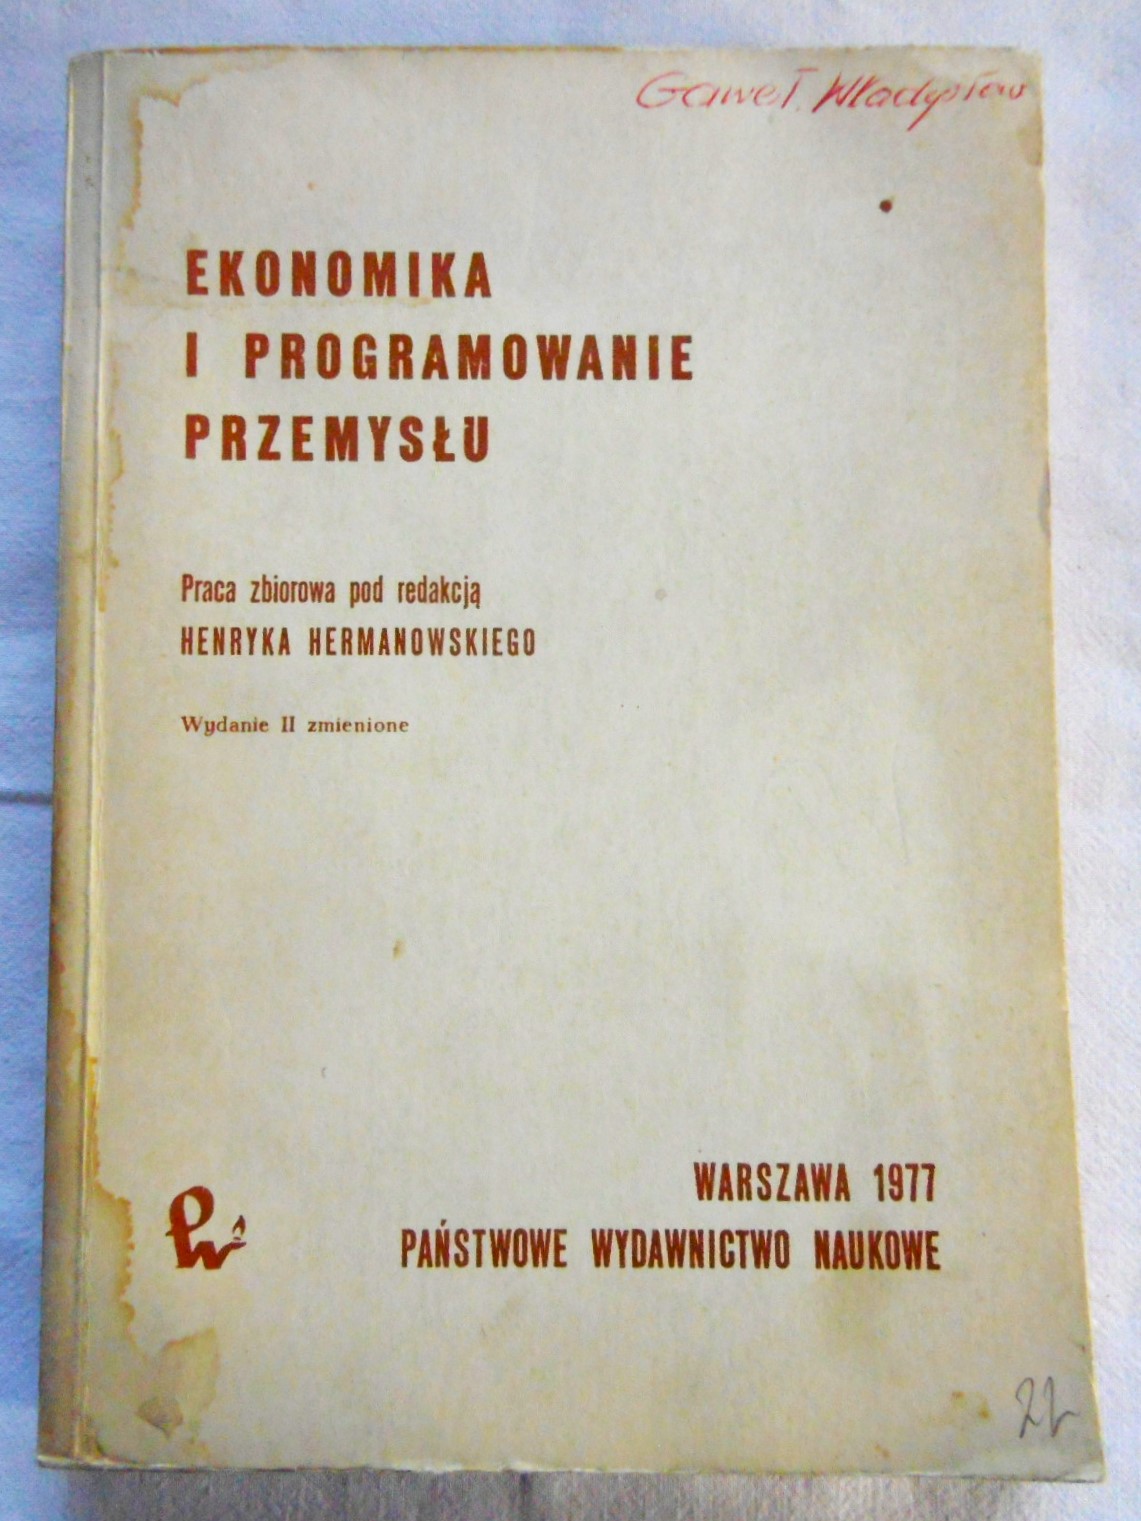 Gaweł Władysław
EKONOMIKA
I PROGRAMOWANIE
PRZEMYSŁU
Praca zbiorowa pod redakcją
HENRYKA HERMANOWSKIEGO
Wydanie II zmienione
WARSZAWA 1977
PAŃSTWOWE WYDAWNICTWO NAUKOWE